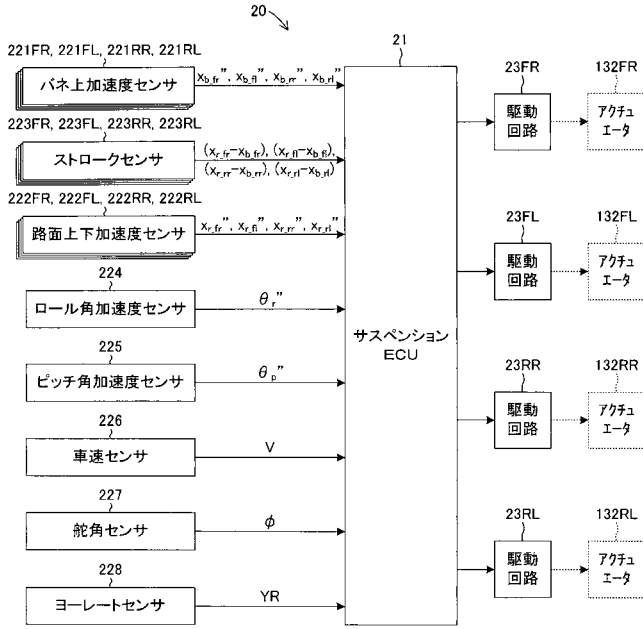 20
221FR, 221FL, 221RR, 221RL
バネ上加速度センサ
x_b_fr”, x_b_fl”, x_b_rr”, x_b_rl”
223FR, 223FL, 223RR, 223RL
ストロークセンサ
(x_r_fr−x_b_fr), (x_r_fl−x_b_fl),
(x_r_rr−x_b_rr), (x_r_rl−x_b_rl)
222FR, 222FL, 222RR, 222RL
路面上下加速度センサ
x_r_fr”, x_r_fl”, x_r_rr”, x_r_rl”
224
ロール角加速度センサ
θr”
225
ピッチ角加速度センサ
θp”
226
車速センサ
V
227
舵角センサ
φ
228
ヨーレートセンサ
YR
21
サスペンション
ECU
23FR
駆動
回路
132FR
アクチュ
エータ
23FL
駆動
回路
132FL
アクチュ
エータ
23RR
駆動
回路
132RR
アクチュ
エータ
23RL
駆動
回路
132RL
アクチュ
エータ